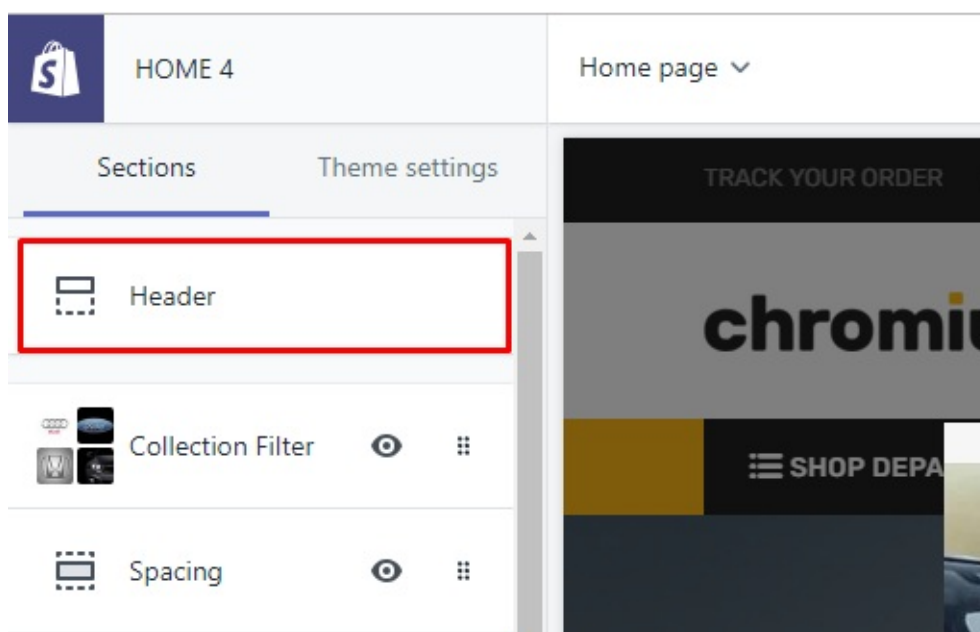 HOME 4
Home page
Sections Theme settings
TRACK YOUR ORDER
Header
chromi
Collection Filter
SHOP DEPA
Spacing